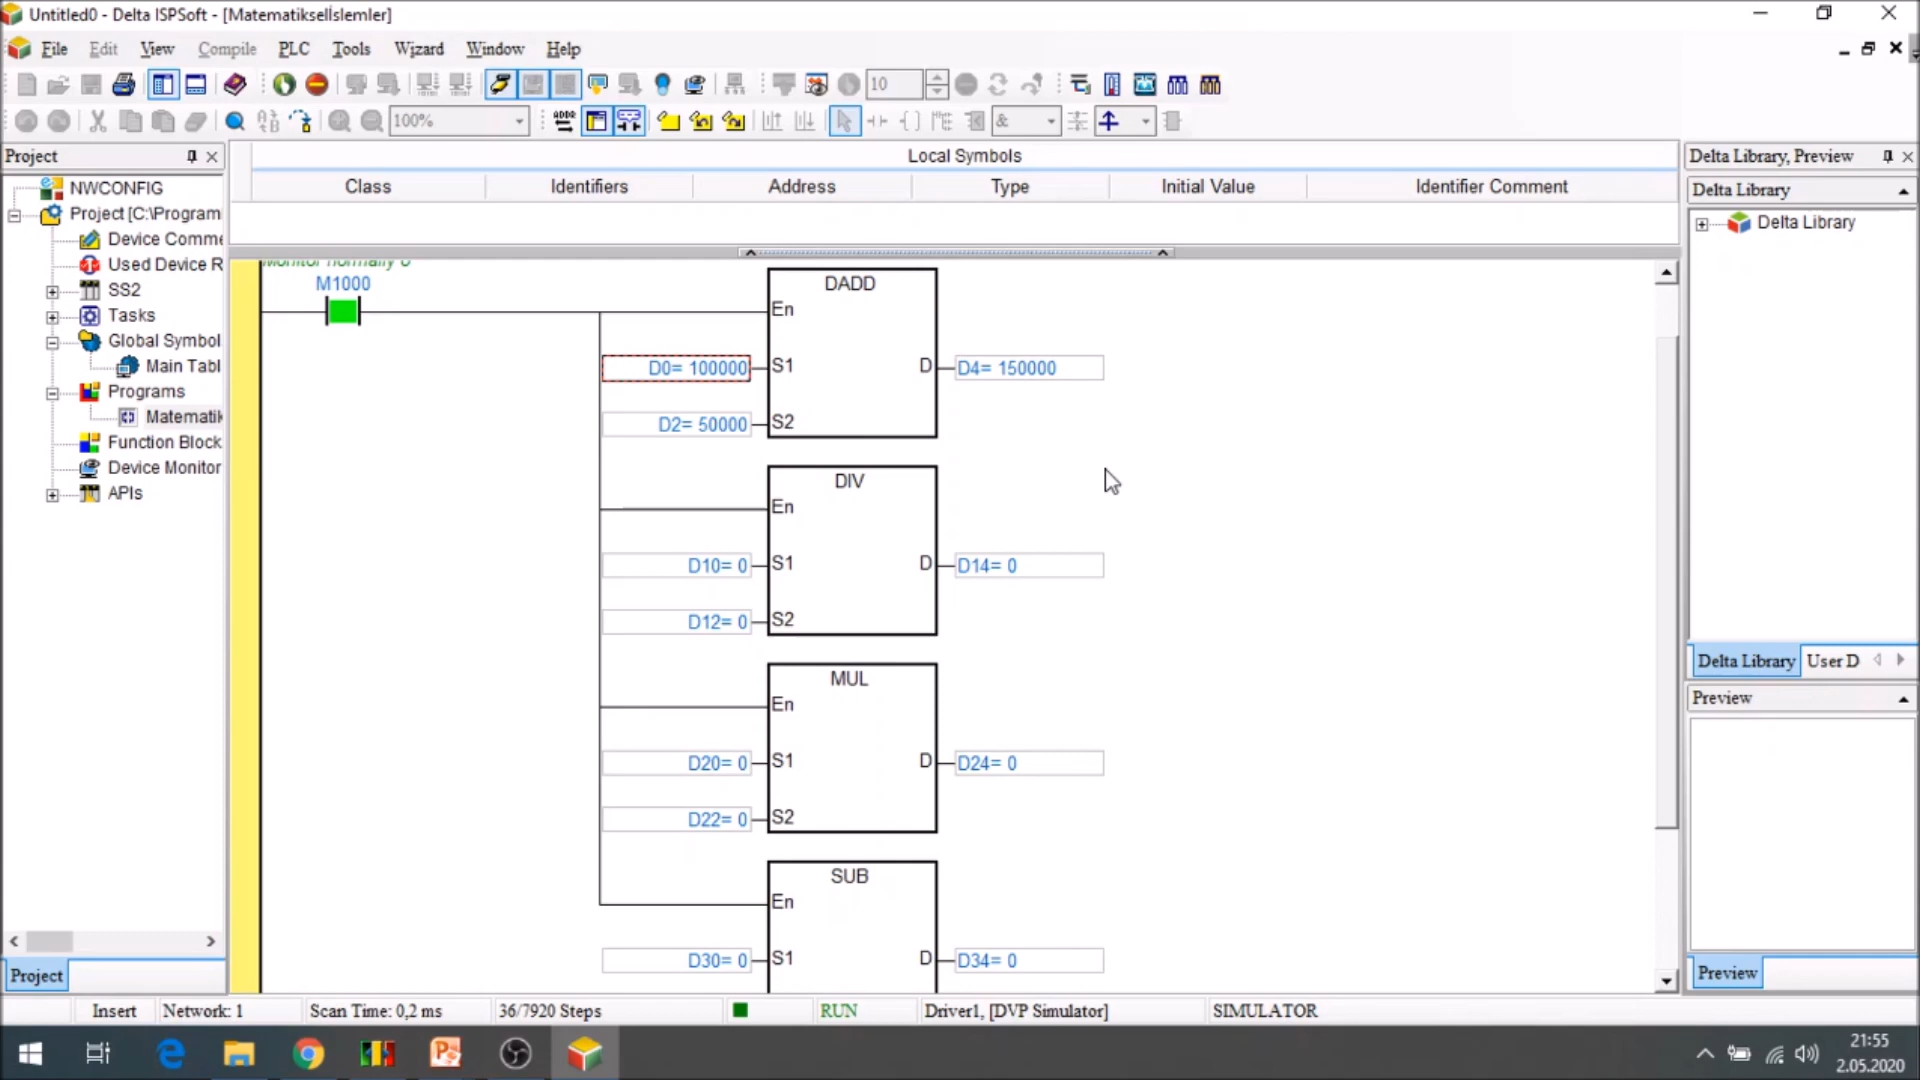 Untitled0 - Delta ISPSoft - [Matematikselİslemler]
File Edit View Compile PLC Tools Wizard Window Help
10
100%
ADDR
&
Project
NWCONFIG
Project [C:\Program
Device Comme
Used Device R
SS2
Tasks
Global Symbol
Main Tabl
Programs
Matematik
Function Block
Device Monitor
APIs
Project
Local Symbols
Class Identifiers Address Type Initial Value Identifier Comment
Monitor normally o
M1000
DADD
En
D0= 100000 S1 D D4= 150000
D2= 50000 S2
DIV
En
D10= 0 S1 D D14= 0
D12= 0 S2
MUL
En
D20= 0 S1 D D24= 0
D22= 0 S2
SUB
En
D30= 0 S1 D D34= 0
Delta Library, Preview
Delta Library
Delta Library
Delta Library User D
Preview
Preview
Insert Network: 1 Scan Time: 0,2 ms 36/7920 Steps RUN Driver1, [DVP Simulator] SIMULATOR
21:55
2.05.2020